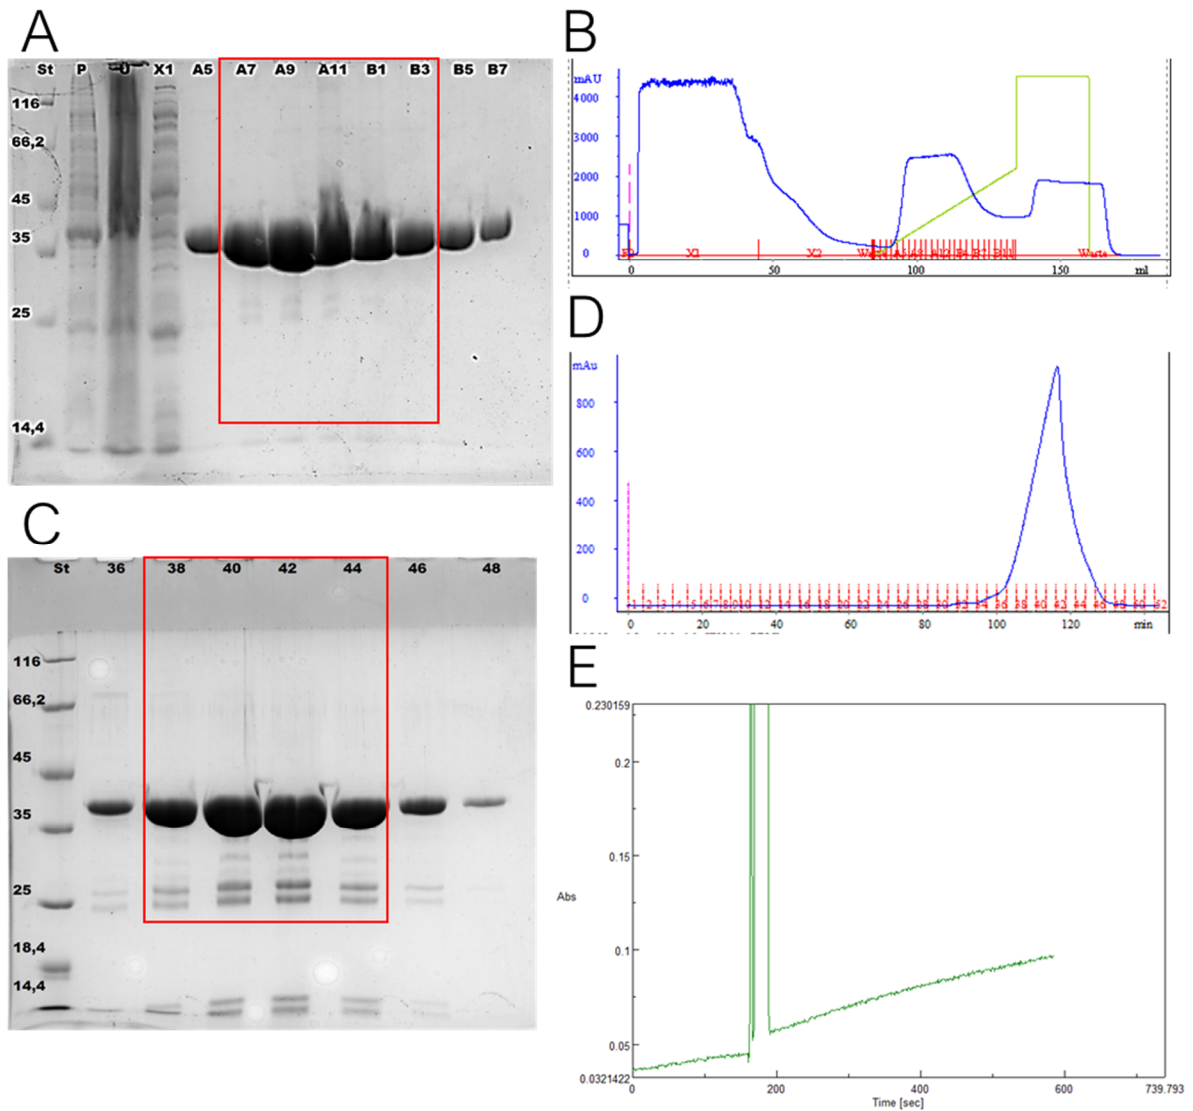 A
St P U X1 A5 A7 A9 A11 B1 B3 B5 B7
116
66,2
45
35
25
14,4
B
mAU
4000
3000
2000
1000
0
X1 X2 Waste
0 50 100 150 ml
C
St 36 38 40 42 44 46 48
116
66,2
45
35
25
18,4
14,4
D
mAu
800
600
400
200
0
0 20 40 60 80 100 120 min
E
0.230159
0.2
0.15
Abs
0.1
0.05
0.0321422
0 200 400 600 739.793
Time [sec]